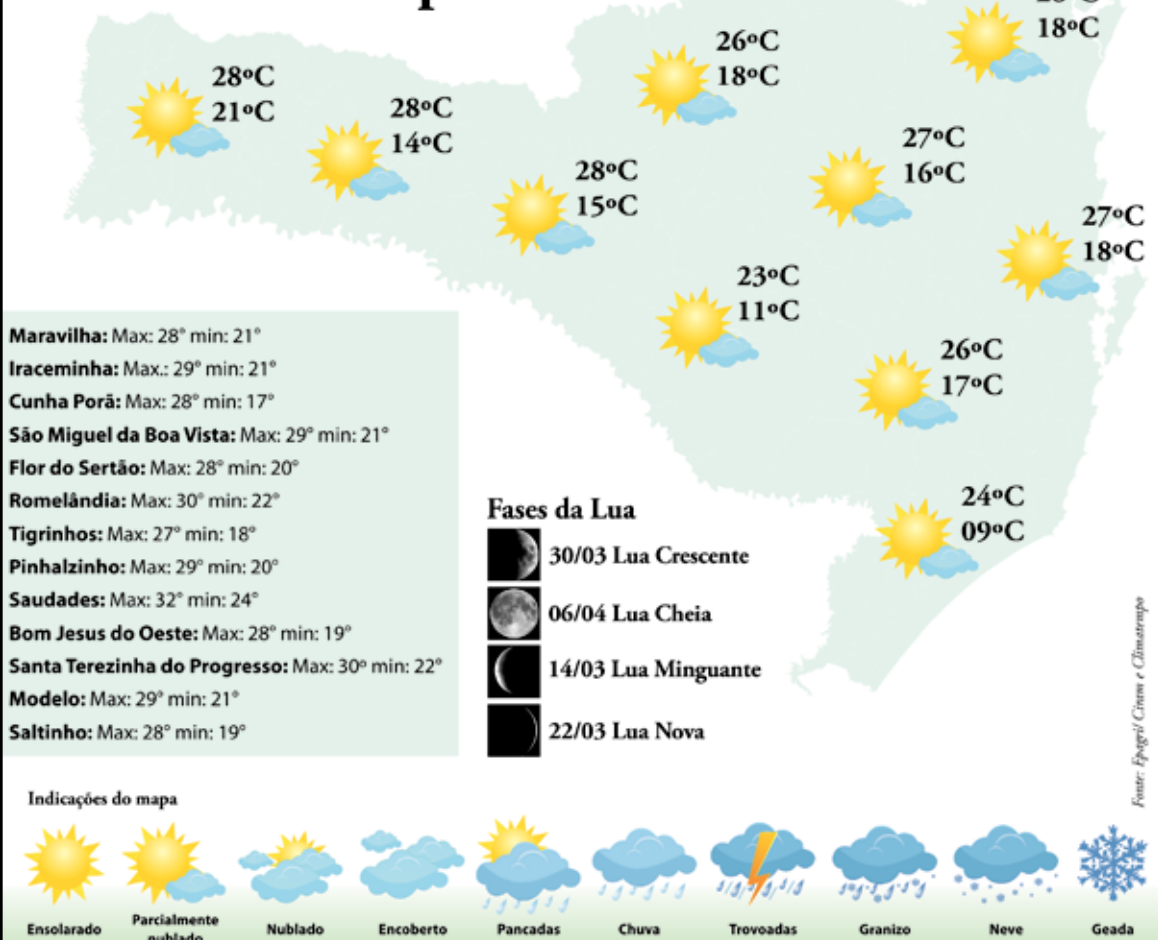 18ºC
26ºC
18ºC
28ºC
21ºC
28ºC
14ºC
27ºC
16ºC
28ºC
15ºC
27ºC
18ºC
23ºC
11ºC
26ºC
17ºC
24ºC
09ºC
Maravilha: Max: 28° min: 21°
Iraceminha: Max.: 29° min: 21°
Cunha Porã: Max: 28° min: 17°
São Miguel da Boa Vista: Max: 29° min: 21°
Flor do Sertão: Max: 28° min: 20°
Romelândia: Max: 30° min: 22°
Tigrinhos: Max: 27° min: 18°
Pinhalzinho: Max: 29° min: 20°
Saudades: Max: 32° min: 24°
Bom Jesus do Oeste: Max: 28° min: 19°
Santa Terezinha do Progresso: Max: 30º min: 22°
Modelo: Max: 29° min: 21°
Saltinho: Max: 28° min: 19°
Fases da Lua
30/03 Lua Crescente
06/04 Lua Cheia
14/03 Lua Minguante
22/03 Lua Nova
Fonte: Epagri/ Ciram e Climatempo
Indicações do mapa
Ensolarado
Parcialmente
nublado
Nublado
Encoberto
Pancadas
Chuva
Trovoadas
Granizo
Neve
Geada